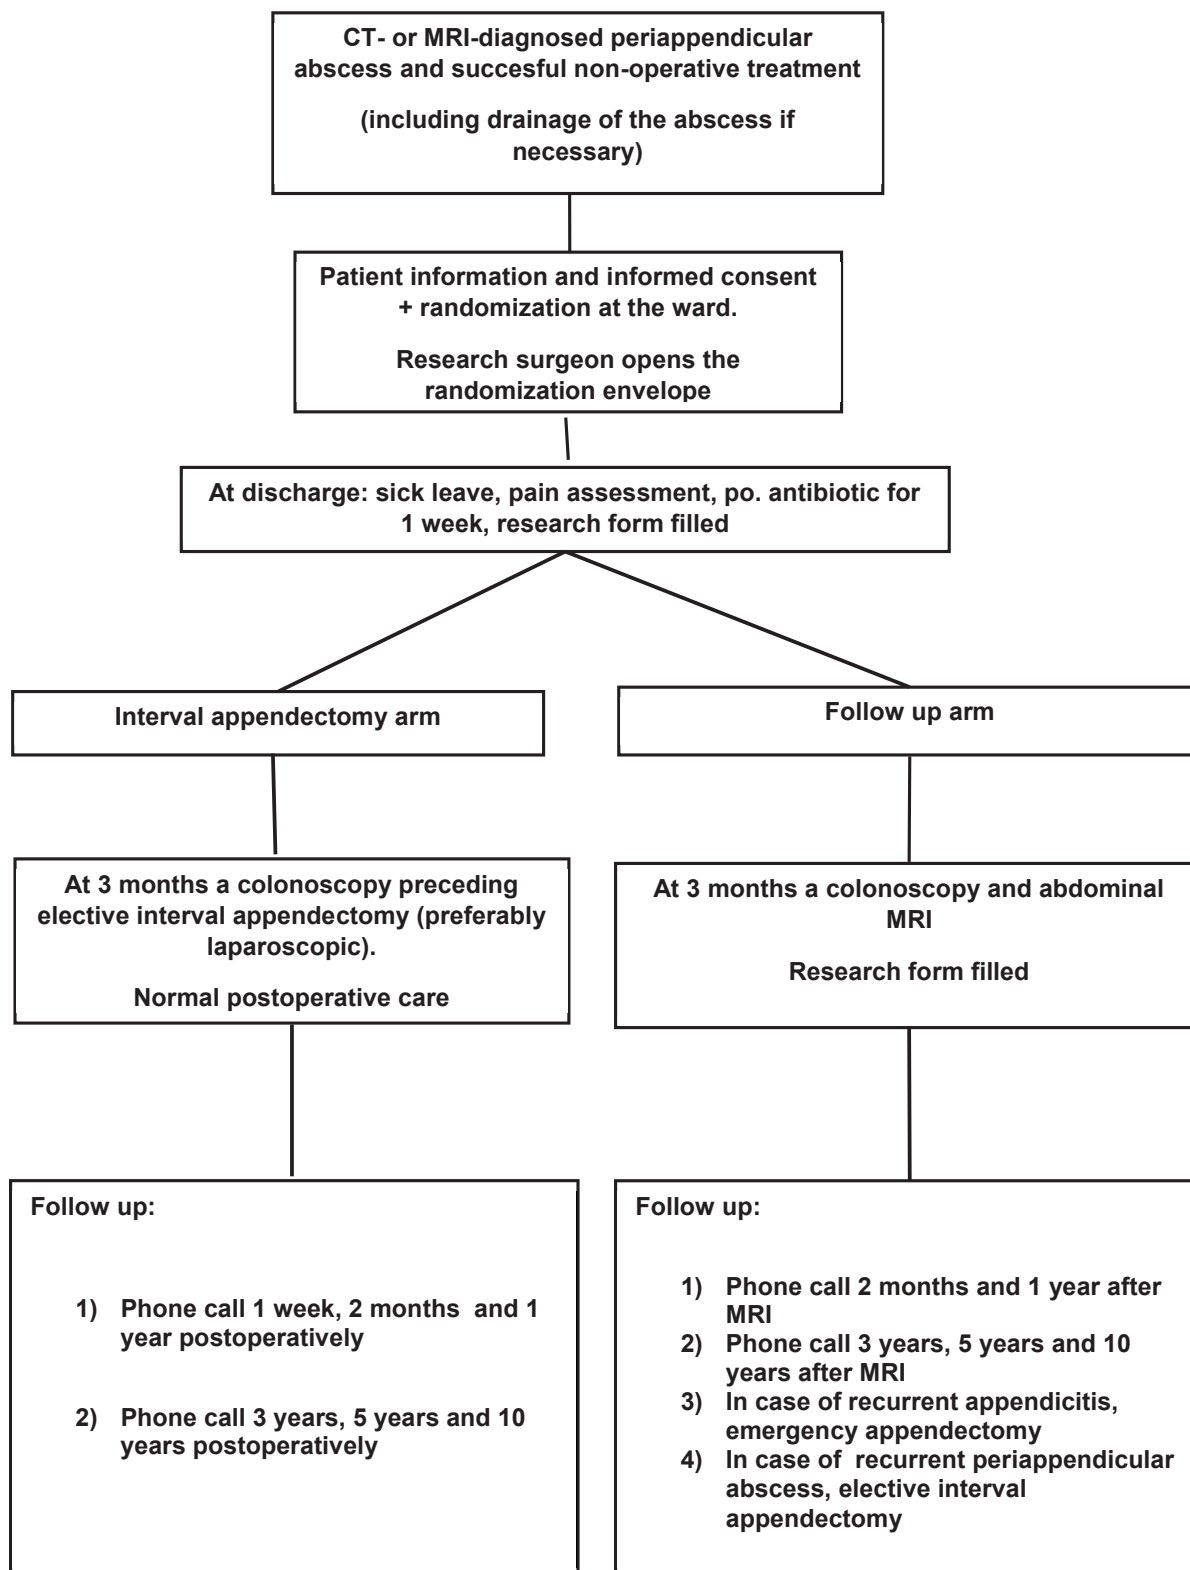 CT- or MRI-diagnosed periappendicular
abscess and succesful non-operative treatment
(including drainage of the abscess if
necessary)
Patient information and informed consent
+ randomization at the ward.
Research surgeon opens the
randomization envelope
At discharge: sick leave, pain assessment, po. antibiotic for
1 week, research form filled
Interval appendectomy arm
Follow up arm
At 3 months a colonoscopy preceding
elective interval appendectomy (preferably
laparoscopic).
Normal postoperative care
At 3 months a colonoscopy and abdominal
MRI
Research form filled
Follow up:
1) Phone call 1 week, 2 months and 1
year postoperatively
2) Phone call 3 years, 5 years and 10
years postoperatively
Follow up:
1) Phone call 2 months and 1 year after
MRI
2) Phone call 3 years, 5 years and 10
years after MRI
3) In case of recurrent appendicitis,
emergency appendectomy
4) In case of recurrent periappendicular
abscess, elective interval
appendectomy